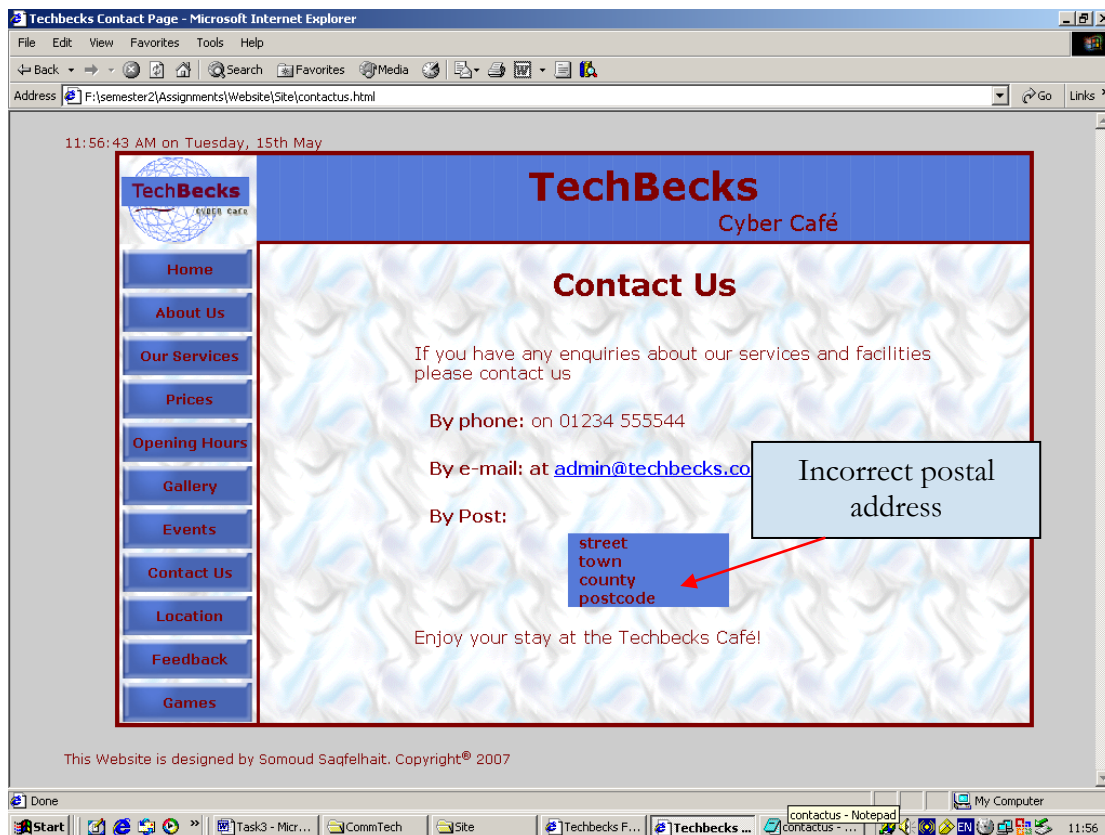 Techbecks Contact Page - Microsoft Internet Explorer
File Edit View Favorites Tools Help
Back Search Favorites Media
Address F:\semester2\Assignments\Website\Site\contactus.html Go Links
11:56:43 AM on Tuesday, 15th May
TechBecks
cyber cafe
TechBecks
Cyber Café
Home
About Us
Our Services
Prices
Opening Hours
Gallery
Events
Contact Us
Location
Feedback
Games
Contact Us
If you have any enquiries about our services and facilities
please contact us
By phone: on 01234 555544
By e-mail: at admin@techbecks.co
By Post:
street
town
county
postcode
Incorrect postal
address
Enjoy your stay at the Techbecks Café!
This Website is designed by Somoud Saqfelhait. Copyright® 2007
Done My Computer
contactus - Notepad
Start Task3 - Micr... CommTech Site Techbecks F... Techbecks ... contactus - ... EN 11:56